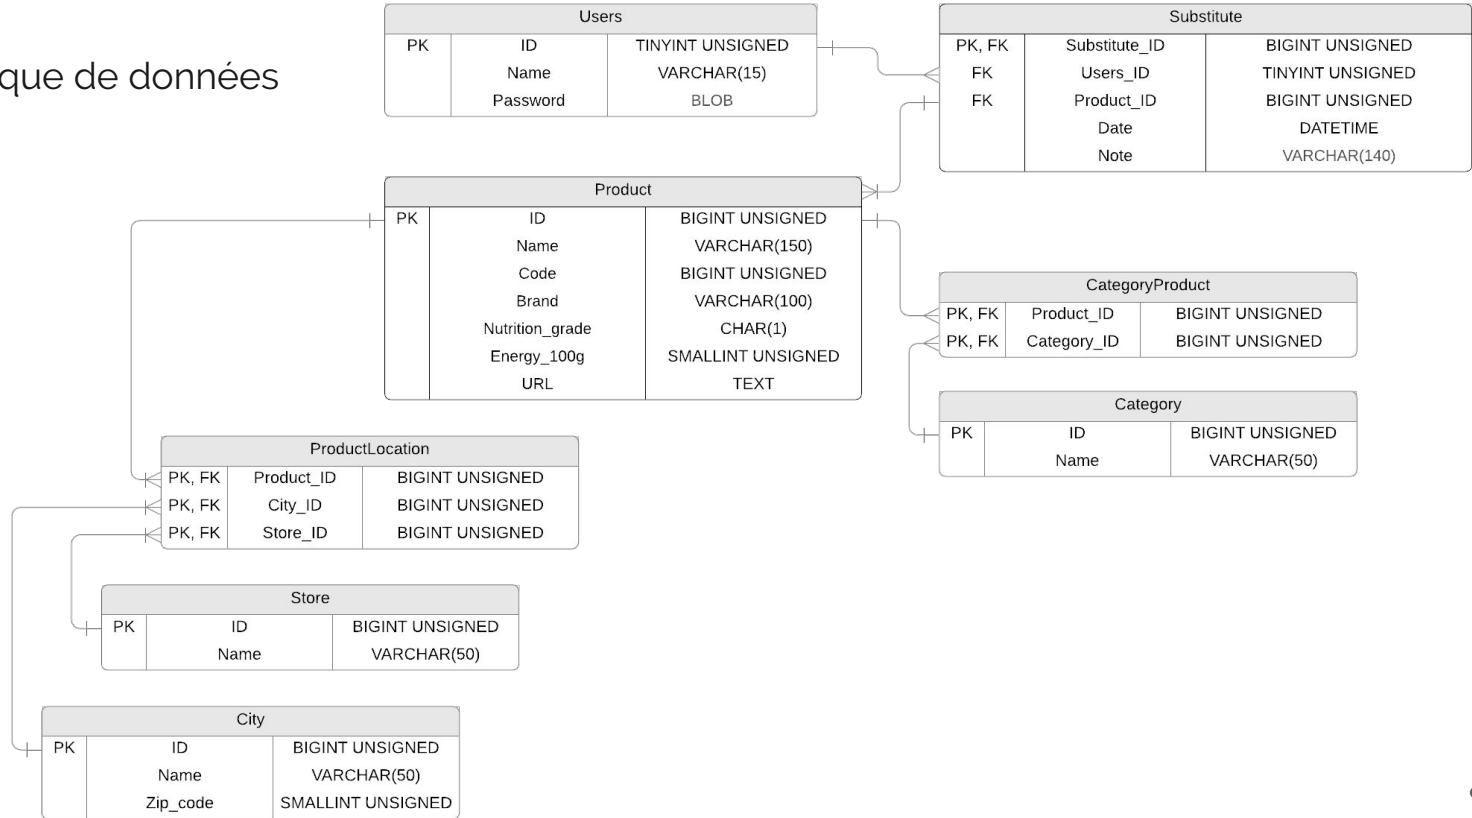 que de données
Users
PK ID TINYINT UNSIGNED
Name VARCHAR(15)
Password BLOB
Substitute
PK, FK Substitute_ID BIGINT UNSIGNED
FK Users_ID TINYINT UNSIGNED
FK Product_ID BIGINT UNSIGNED
Date DATETIME
Note VARCHAR(140)
Product
PK ID BIGINT UNSIGNED
Name VARCHAR(150)
Code BIGINT UNSIGNED
Brand VARCHAR(100)
Nutrition_grade CHAR(1)
Energy_100g SMALLINT UNSIGNED
URL TEXT
CategoryProduct
PK, FK Product_ID BIGINT UNSIGNED
PK, FK Category_ID BIGINT UNSIGNED
Category
PK ID BIGINT UNSIGNED
Name VARCHAR(50)
ProductLocation
PK, FK Product_ID BIGINT UNSIGNED
PK, FK City_ID BIGINT UNSIGNED
PK, FK Store_ID BIGINT UNSIGNED
Store
PK ID BIGINT UNSIGNED
Name VARCHAR(50)
City
PK ID BIGINT UNSIGNED
Name VARCHAR(50)
Zip_code SMALLINT UNSIGNED